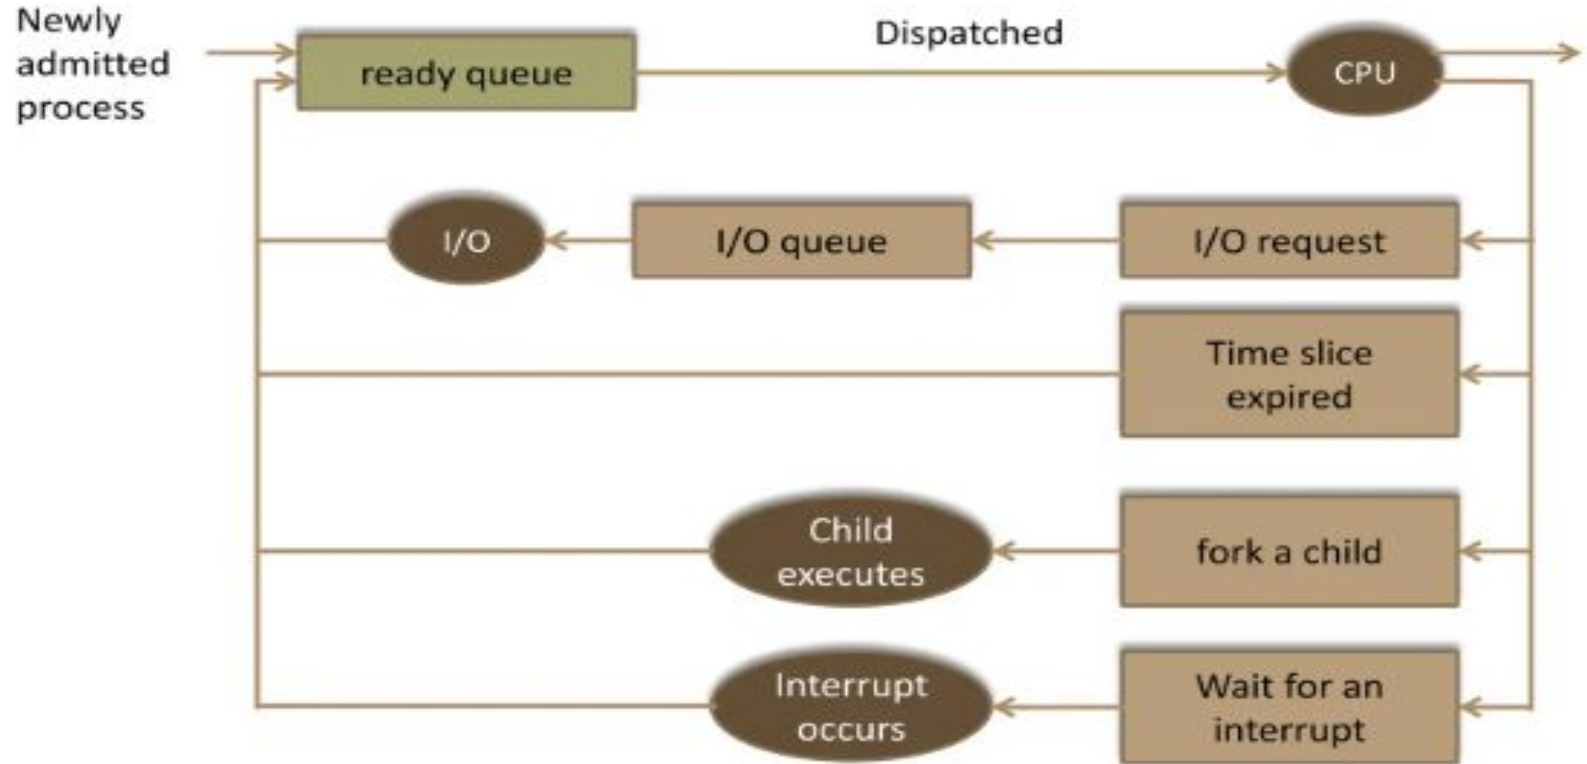 Newly
admitted
process
ready queue
Dispatched
CPU
I/O
I/O queue
I/O request
Time slice
expired
Child
executes
fork a child
Interrupt
occurs
Wait for an
interrupt